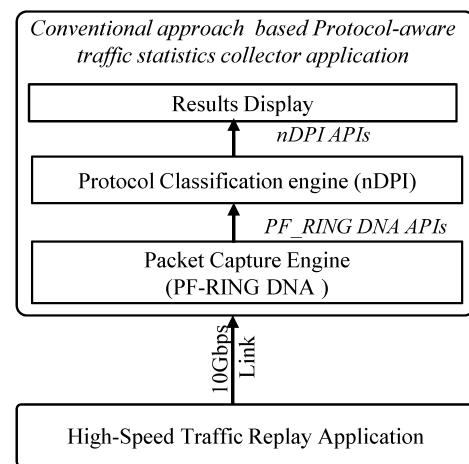 Conventional approach based Protocol-aware
traffic statistics collector application
Results Display
nDPI APIs
Protocol Classification engine (nDPI)
PF_RING DNA APIs
Packet Capture Engine
(PF-RING DNA )
10Gbps
Link
High-Speed Traffic Replay Application